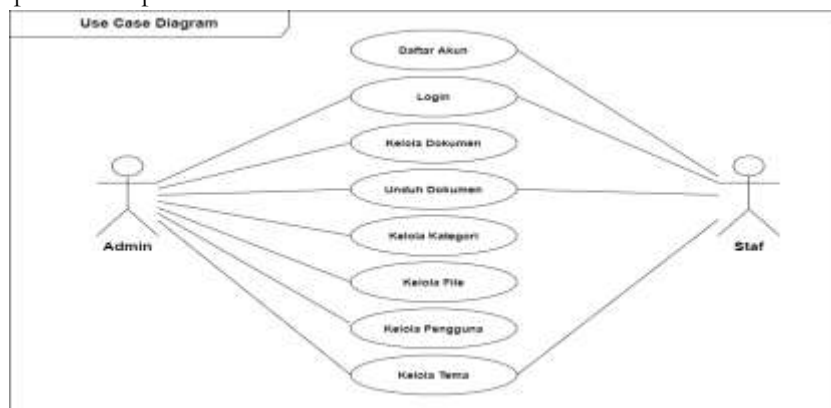 Use Case Diagram
Daftar Akun
Login
Kelola Dokumen
Unduh Dokumen
Admin
Staf
Kelola Kategori
Kelola File
Kelola Pengguna
Kelola Tema